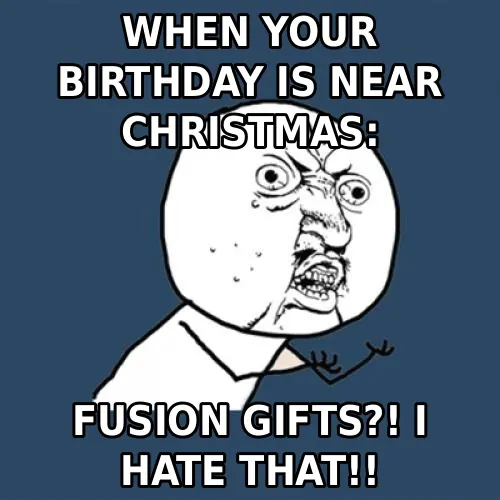 WHEN YOUR
BIRTHDAY IS NEAR
CHRISTMAS:
FUSION GIFTS?! I
HATE THAT!!